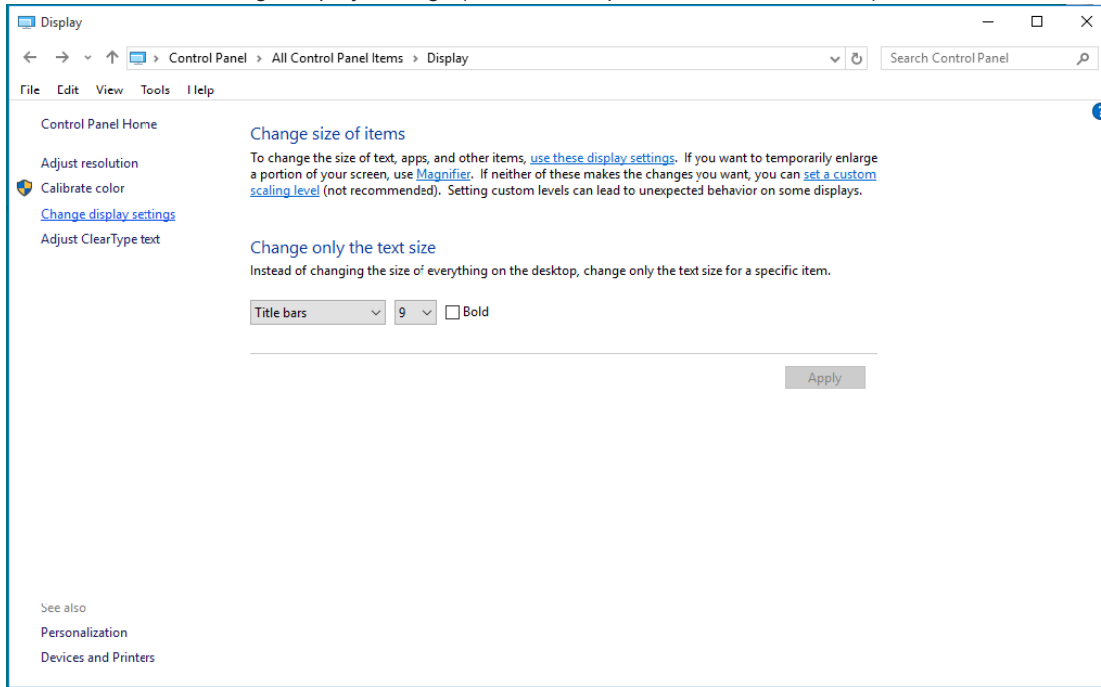 Display
Control Panel > All Control Panel Items > Display
Search Control Panel
File Edit View Tools Help
Control Panel Home
Adjust resolution
Calibrate color
Change display settings
Adjust ClearType text
Change size of items
To change the size of text, apps, and other items, use these display settings. If you want to temporarily enlarge
a portion of your screen, use Magnifier. If neither of these makes the changes you want, you can set a custom
scaling level (not recommended). Setting custom levels can lead to unexpected behavior on some displays.
Change only the text size
Instead of changing the size of everything on the desktop, change only the text size for a specific item.
Title bars 9 Bold
Apply
See also
Personalization
Devices and Printers